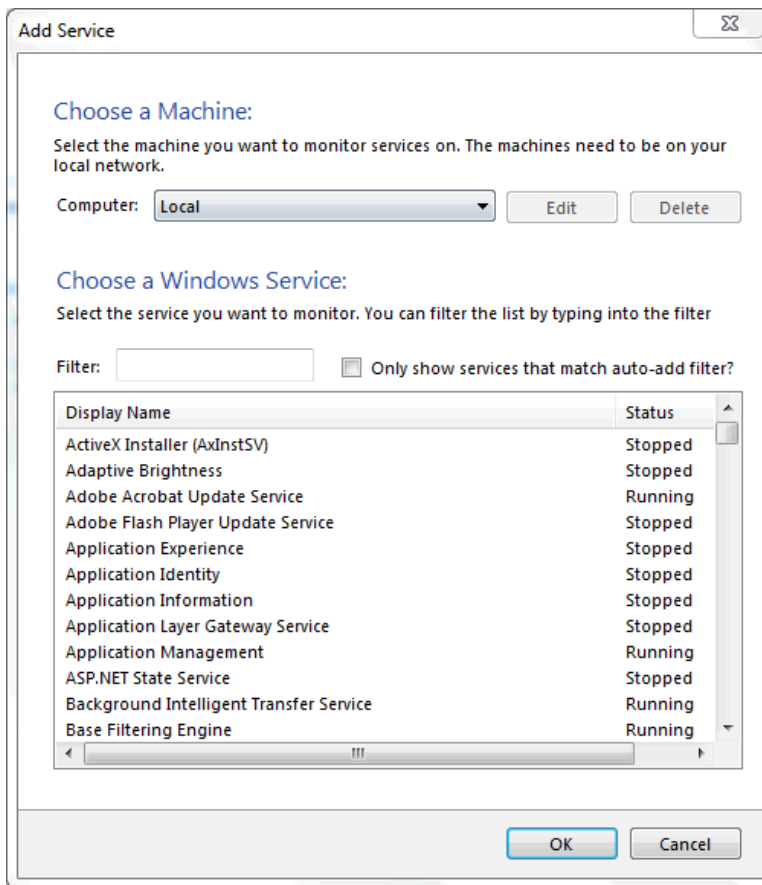 Add Service
Choose a Machine:
Select the machine you want to monitor services on. The machines need to be on your
local network.
Computer: Local Edit Delete
Choose a Windows Service:
Select the service you want to monitor. You can filter the list by typing into the filter
Filter: Only show services that match auto-add filter?
Display Name Status
ActiveX Installer (AxInstSV) Stopped
Adaptive Brightness Stopped
Adobe Acrobat Update Service Running
Adobe Flash Player Update Service Stopped
Application Experience Stopped
Application Identity Stopped
Application Information Stopped
Application Layer Gateway Service Stopped
Application Management Running
ASP.NET State Service Stopped
Background Intelligent Transfer Service Running
Base Filtering Engine Running
OK Cancel